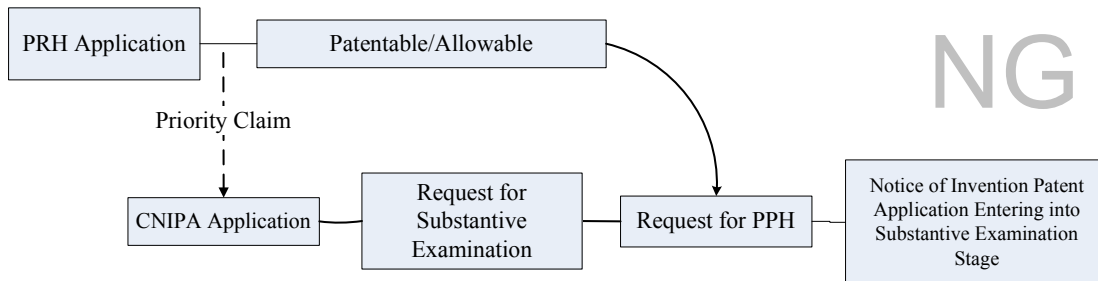 PRH Application
Patentable/Allowable
NG
Priority Claim
CNIPA Application
Request for
Substantive
Examination
Request for PPH
Notice of Invention Patent
Application Entering into
Substantive Examination
Stage